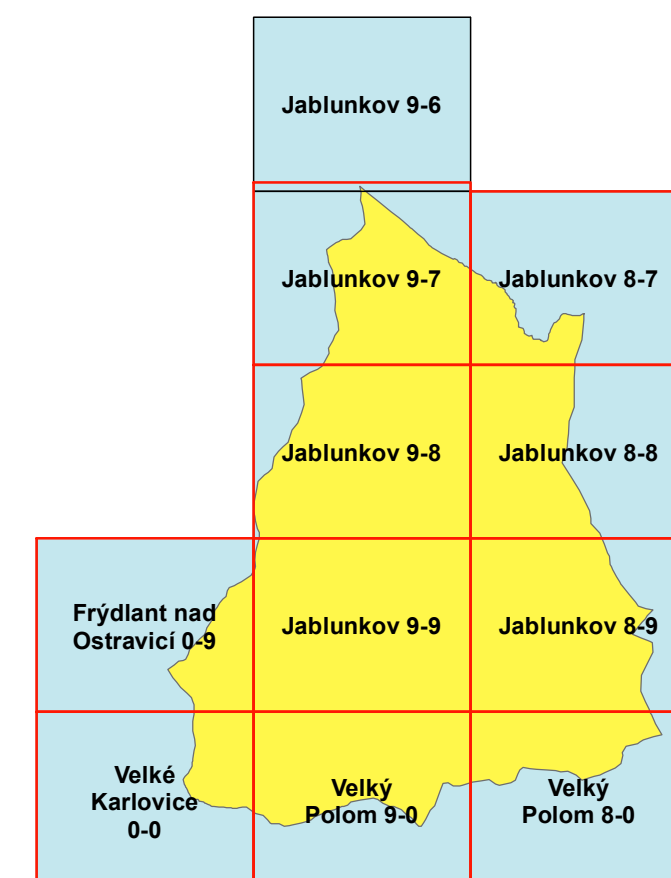 Jablunkov 9-6
Jablunkov 9-7
Jablunkov 8-7
Jablunkov 9-8
Jablunkov 8-8
Frýdlant nad
Ostravicí 0-9
Jablunkov 9-9
Jablunkov 8-9
Velké
Karlovice
0-0
Velký
Polom 9-0
Velký
Polom 8-0